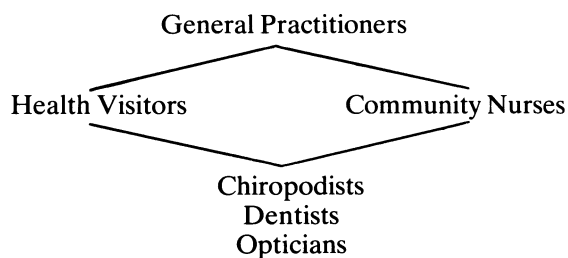 General Practitioners
Health Visitors
Community Nurses
Chiropodists
Dentists
Opticians